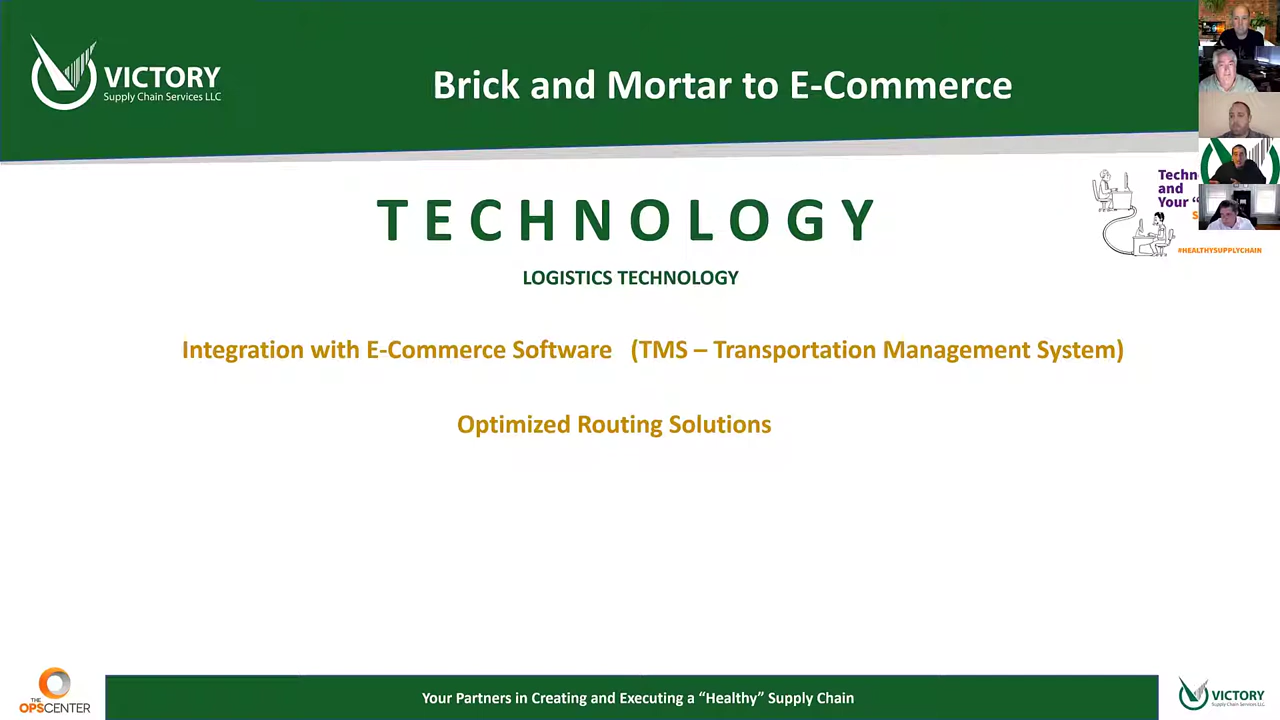 VICTORY
Supply Chain Services LLC
Brick and Mortar to E-Commerce
TECHNOLOGY
LOGISTICS TECHNOLOGY
Techn
and
Your “
S
#HEALTHYSUPPLYCHAIN
Integration with E-Commerce Software (TMS – Transportation Management System)
Optimized Routing Solutions
THE
OPSCENTER
Your Partners in Creating and Executing a “Healthy” Supply Chain
VICTORY
Supply Chain Services LLC